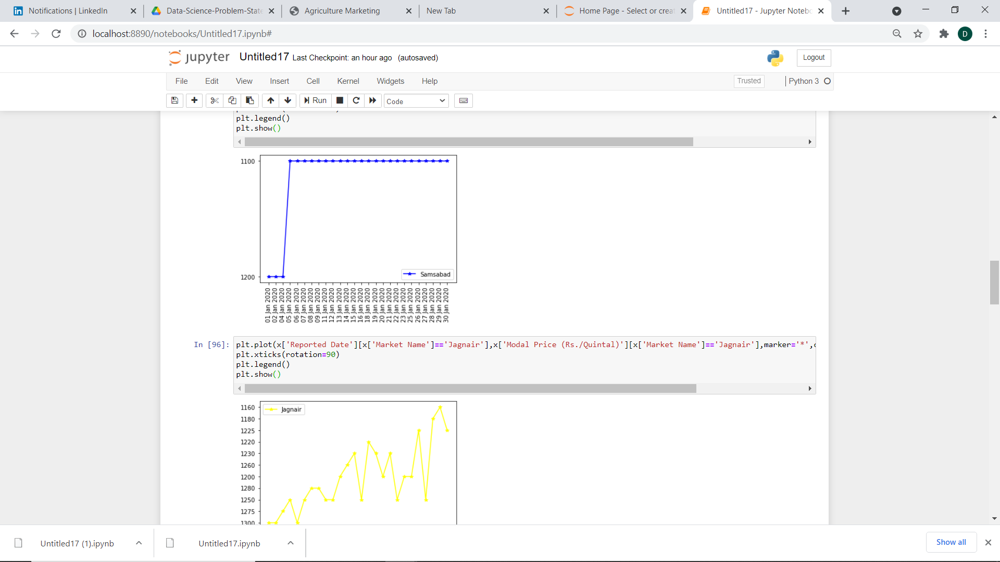 Notifications | LinkedIn
Data-Science-Problem-State
Agriculture Marketing
New Tab
Home Page - Select or creat
Untitled17 - Jupyter Notebo
localhost:8890/notebooks/Untitled17.ipynb#
D
jupyter
Untitled17 Last Checkpoint: an hour ago (autosaved)
Logout
File Edit View Insert Cell Kernel Widgets Help
Trusted
Python 3
Run
Code
plt.legend()
plt.show()
1100
1200
Samsabad
01 Jan 2020
02 Jan 2020
04 Jan 2020
05 Jan 2020
06 Jan 2020
07 Jan 2020
08 Jan 2020
09 Jan 2020
11 Jan 2020
12 Jan 2020
13 Jan 2020
14 Jan 2020
15 Jan 2020
16 Jan 2020
18 Jan 2020
19 Jan 2020
20 Jan 2020
21 Jan 2020
22 Jan 2020
23 Jan 2020
25 Jan 2020
26 Jan 2020
27 Jan 2020
28 Jan 2020
29 Jan 2020
30 Jan 2020
In [96]:
plt.plot(x['Reported Date'][x['Market Name']=='Jagnair'],x['Modal Price (Rs./Quintal)'][x['Market Name']=='Jagnair'],marker='*',c
plt.xticks(rotation=90)
plt.legend()
plt.show()
Jagnair
1160
1180
1225
1220
1230
1260
1200
1280
1250
1275
1300
Untitled17 (1).ipynb
Untitled17.ipynb
Show all